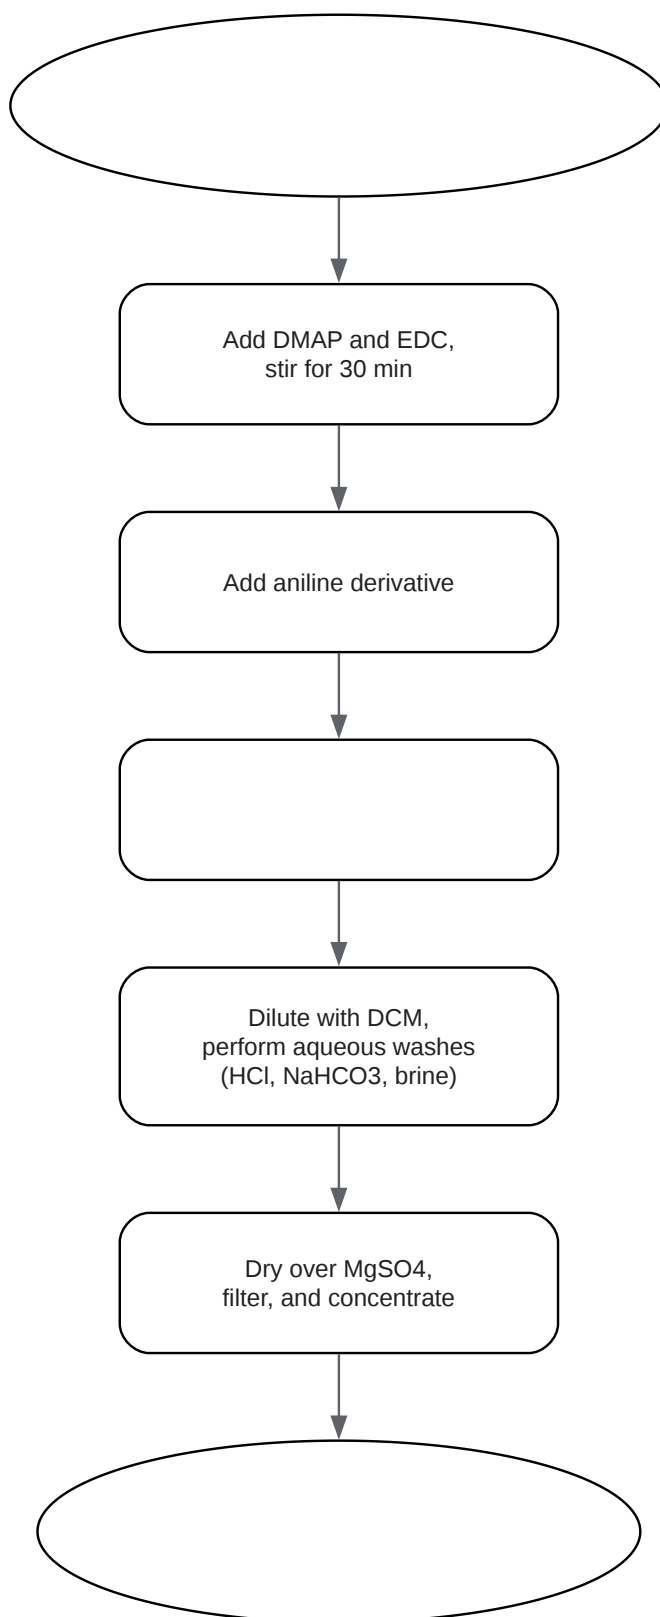 Add DMAP and EDC,
stir for 30 min
Add aniline derivative
Dilute with DCM,
perform aqueous washes
(HCl, NaHCO3, brine)
Dry over MgSO4,
filter, and concentrate